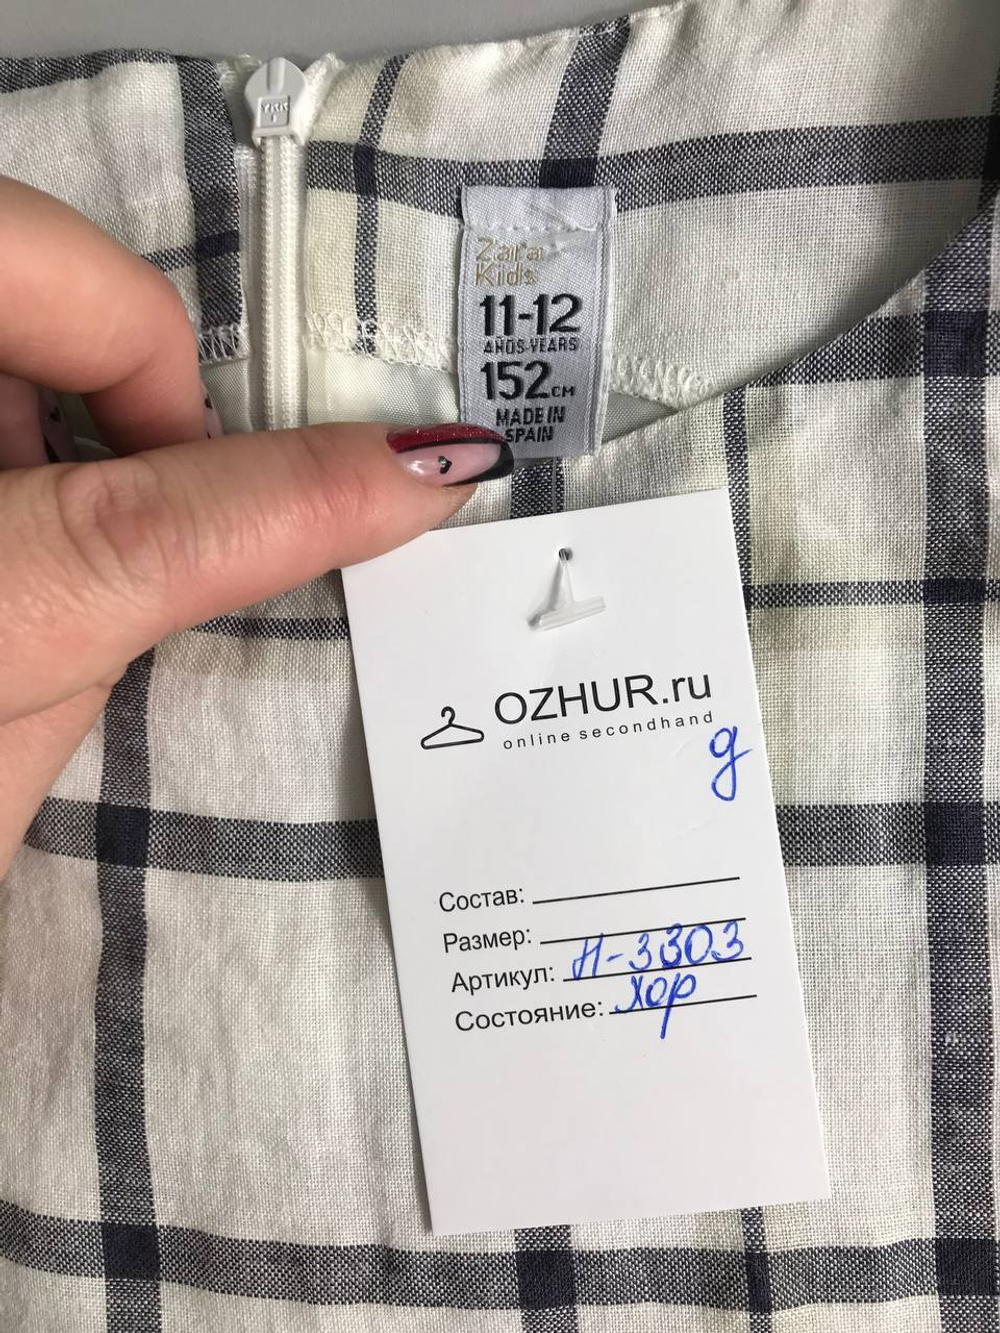 Zara
Kids
11-12
AÑOS-YEARS
152CM
MADE IN
SPAIN
OZHUR.ru
online secondhand
g
Состав:
Размер:
Артикул: Н-3303
Состояние: Хор